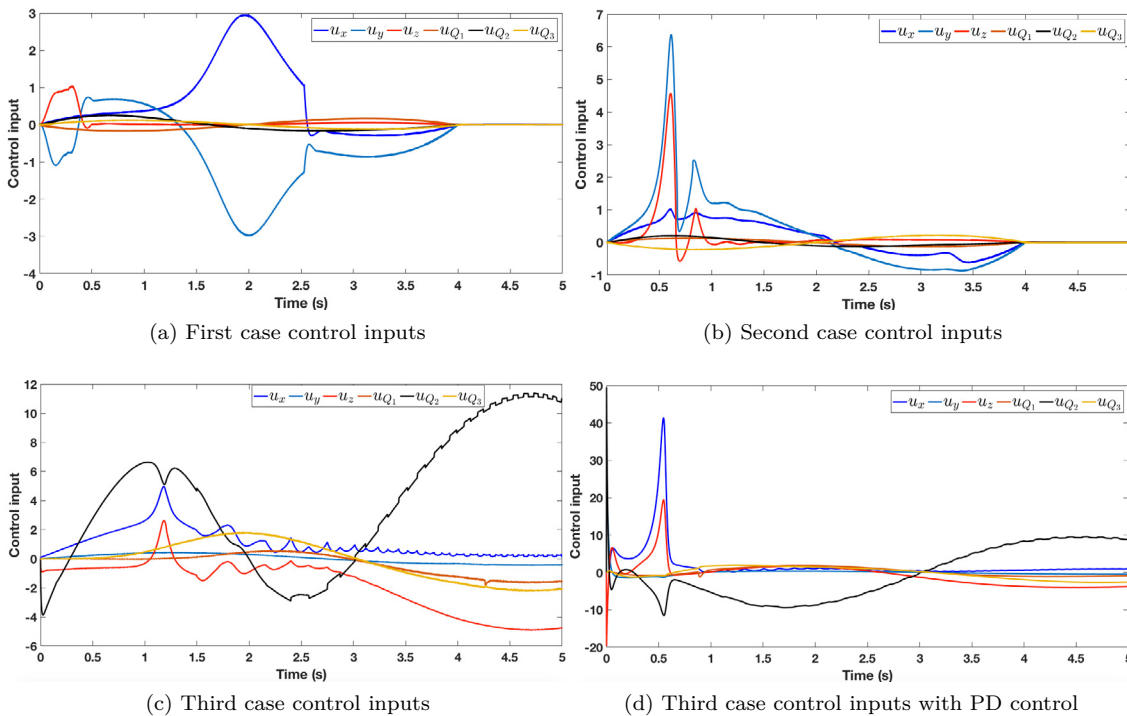 3
2
1
0
-1
-2
-3
-4
Control input
u_x u_y u_z u_{Q_1} u_{Q_2} u_{Q_3}
0 0.5 1 1.5 2 2.5 3 3.5 4 4.5 5
Time (s)
(a) First case control inputs
7
6
5
4
3
2
1
0
-1
Control input
u_x u_y u_z u_{Q_1} u_{Q_2} u_{Q_3}
0 0.5 1 1.5 2 2.5 3 3.5 4 4.5 5
Time (s)
(b) Second case control inputs
12
10
8
6
4
2
0
-2
-4
-6
Control input
u_x u_y u_z u_{Q_1} u_{Q_2} u_{Q_3}
0 0.5 1 1.5 2 2.5 3 3.5 4 4.5 5
Time (s)
(c) Third case control inputs
50
40
30
20
10
0
-10
-20
Control input
u_x u_y u_z u_{Q_1} u_{Q_2} u_{Q_3}
0 0.5 1 1.5 2 2.5 3 3.5 4 4.5 5
Time (s)
(d) Third case control inputs with PD control